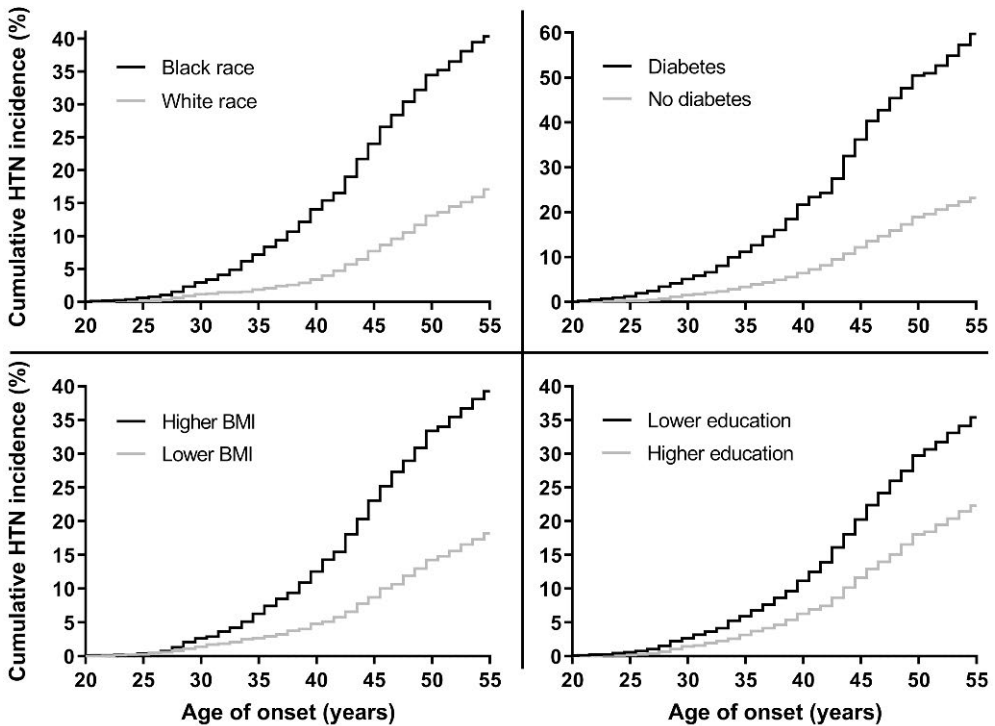 Cumulative HTN incidence (%)
40
35
30
25
20
15
10
5
0
Black race
White race
20 25 30 35 40 45 50 55
60
50
40
30
20
10
0
Diabetes
No diabetes
20 25 30 35 40 45 50 55
Cumulative HTN incidence (%)
40
35
30
25
20
15
10
5
0
Higher BMI
Lower BMI
20 25 30 35 40 45 50 55
Age of onset (years)
40
35
30
25
20
15
10
5
0
Lower education
Higher education
20 25 30 35 40 45 50 55
Age of onset (years)